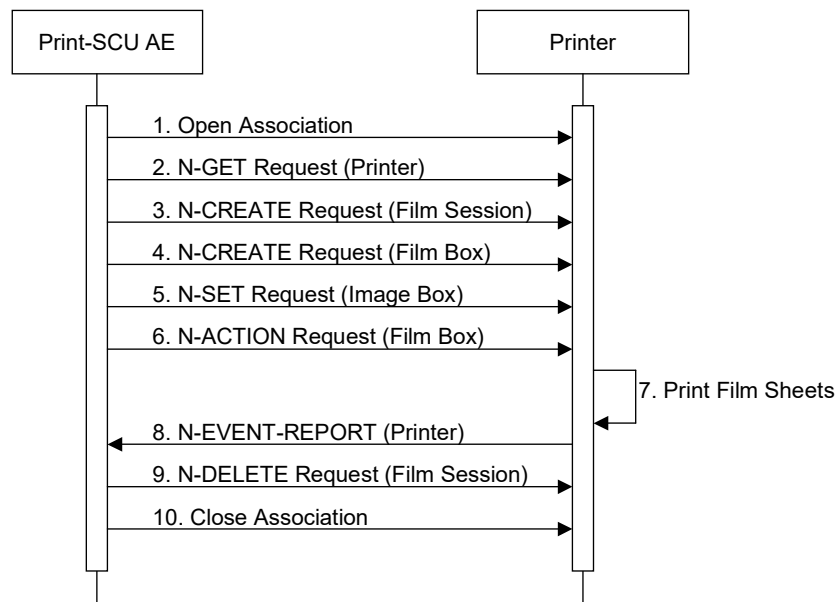 Print-SCU AE
Printer
1. Open Association
2. N-GET Request (Printer)
3. N-CREATE Request (Film Session)
4. N-CREATE Request (Film Box)
5. N-SET Request (Image Box)
6. N-ACTION Request (Film Box)
7. Print Film Sheets
8. N-EVENT-REPORT (Printer)
9. N-DELETE Request (Film Session)
10. Close Association